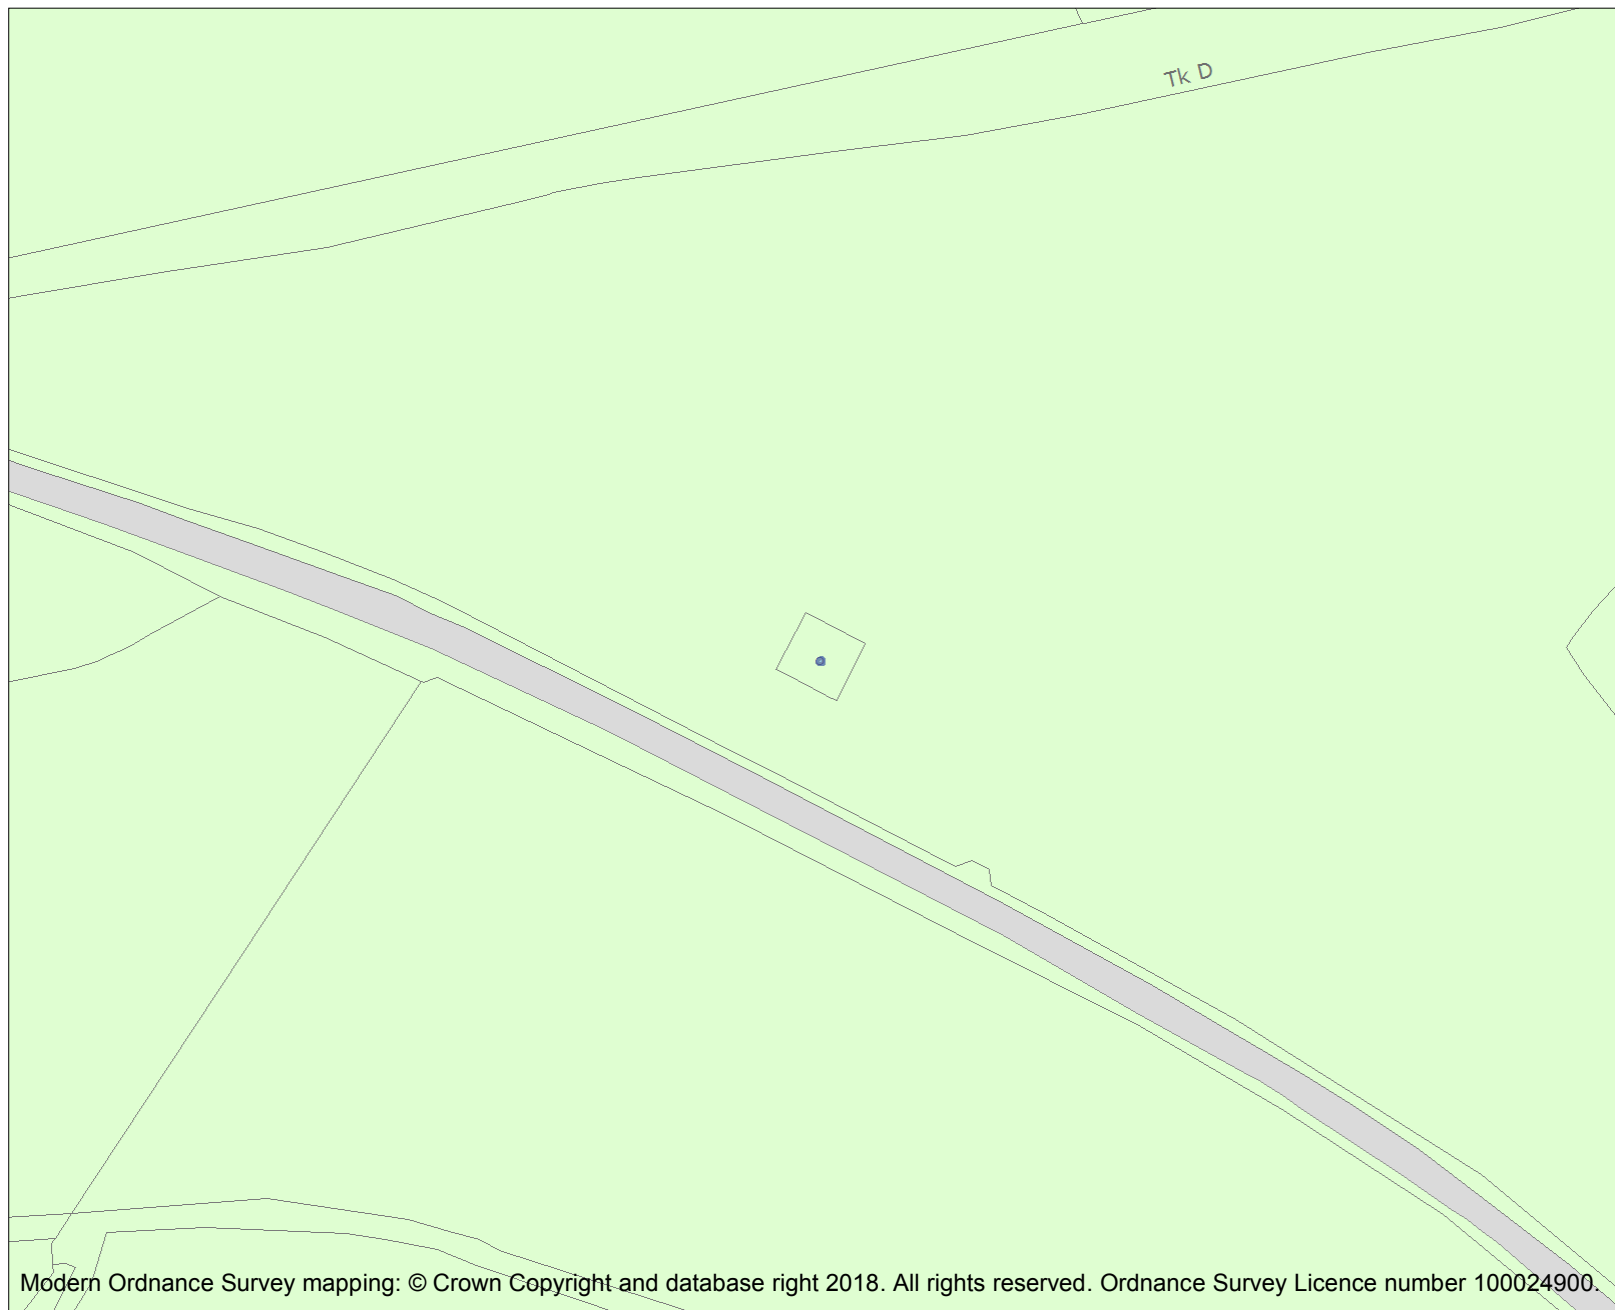 Tk D
Modern Ordnance Survey mapping: © Crown Copyright and database right 2018. All rights reserved. Ordnance Survey Licence number 100024900.